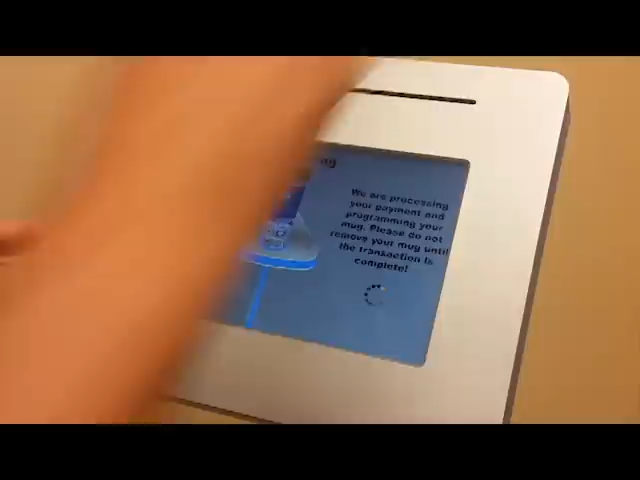 We are processing
your payment and
programming your
mug. Please do not
remove your mug until
the transaction is
complete!